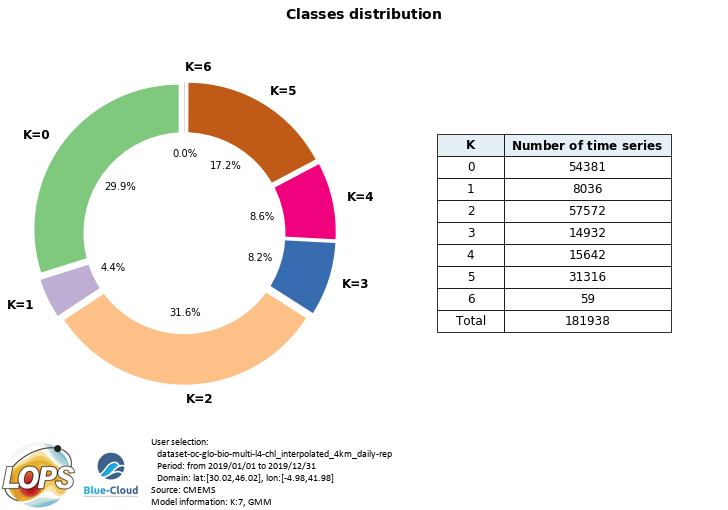 Classes distribution
K=6
K=5
K=0
0.0%
17.2%
29.9%
K=4
8.6%
8.2%
4.4%
K=3
K=1
31.6%
K=2
K Number of time series
0 54381
1 8036
2 57572
3 14932
4 15642
5 31316
6 59
Total 181938
LOPS
Blue-Cloud
User selection:
dataset-oc-glo-bio-multi-l4-chl_interpolated_4km_daily-rep
Period: from 2019/01/01 to 2019/12/31
Domain: lat:[30.02,46.02], lon:[-4.98,41.98]
Source: CMEMS
Model information: K:7, GMM